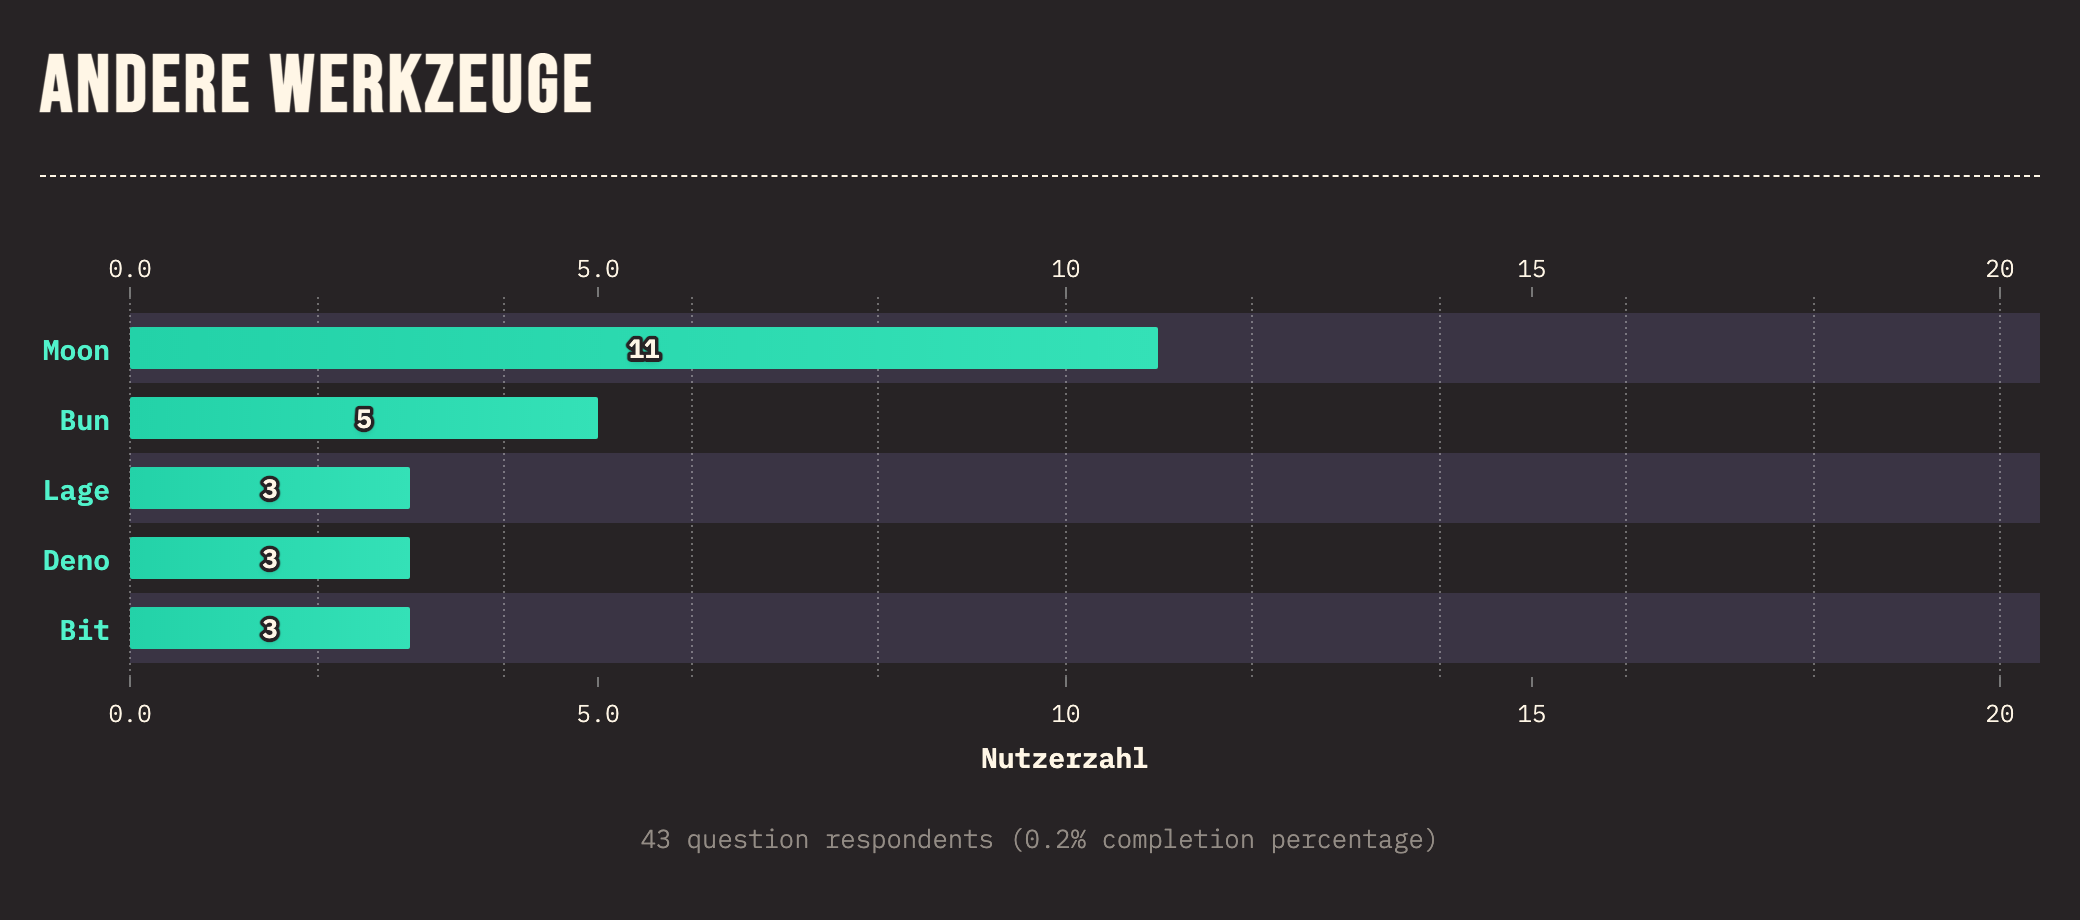 ANDERE WERKZEUGE
0.0 5.0 10 15 20
Moon 11
Bun 5
Lage 3
Deno 3
Bit 3
0.0 5.0 10 15 20
Nutzerzahl
43 question respondents (0.2% completion percentage)